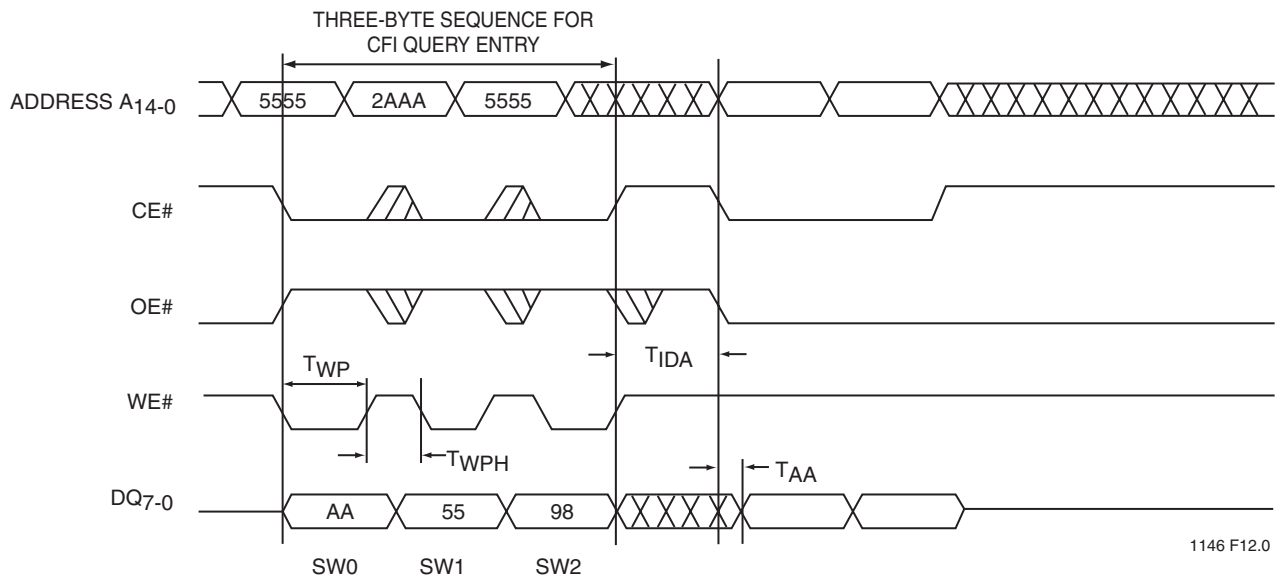 THREE-BYTE SEQUENCE FOR
CFI QUERY ENTRY
ADDRESS A14-0
5555
2AAA
5555
CE#
OE#
TIDA
TWP
WE#
TWPH
TAA
DQ7-0
AA
55
98
SW0
SW1
SW2
1146 F12.0